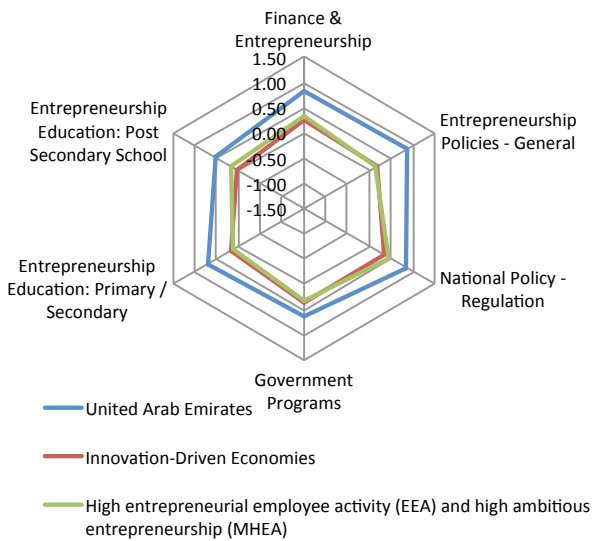 Finance &
Entrepreneurship
1.50
1.00
0.50
0.00
-0.50
-1.00
-1.50
Entrepreneurship
Policies - General
National Policy -
Regulation
Government
Programs
Entrepreneurship
Education: Primary /
Secondary
Entrepreneurship
Education: Post
Secondary School
United Arab Emirates
Innovation-Driven Economies
High entrepreneurial employee activity (EEA) and high ambitious
entrepreneurship (MHEA)